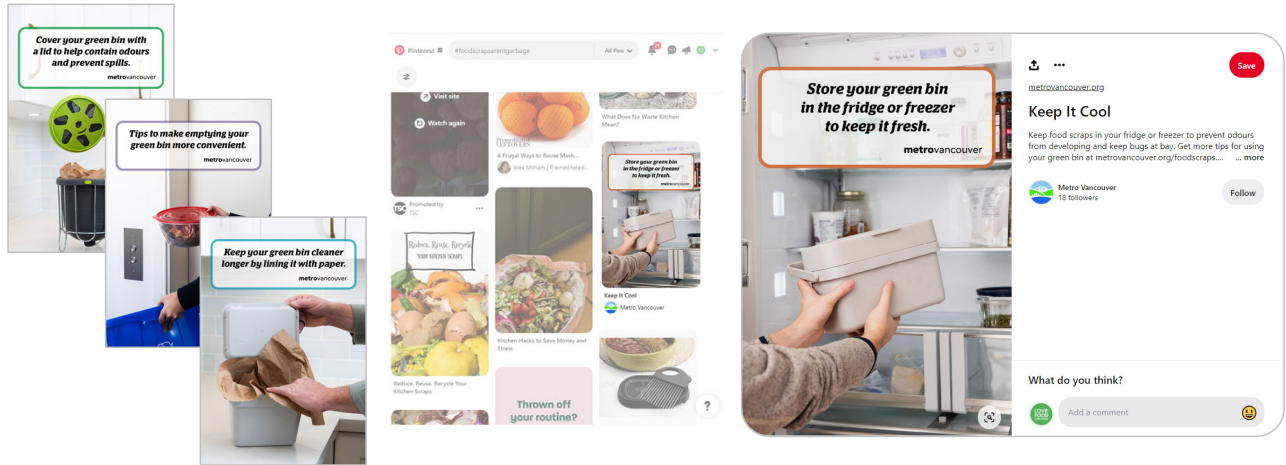 Cover your green bin with
a lid to help contain odours
and prevent spills.
metrovancouver
Tips to make emptying your
green bin more convenient.
metrovancouver
Keep your green bin cleaner
longer by lining it with paper.
metrovancouver
Pinterest
#foodscrapsarentgarbage
All Pins
Visit site
Watch again
Promoted by
TSC
Reduce, Reuse, Recycle
YOUR KITCHEN SCRAPS
Reduce. Reuse. Recycle Your
Kitchen Scraps
LEFTOVERS
6 Frugal Ways to Reuse Mesh...
Alea Milham | Premeditated...
Kitchen Hacks to Save Money and
Stress
Thrown off
your routine?
What Does No Waste Kitchen
Mean?
Store your green bin
in the fridge or freezer
to keep it fresh.
metrovancouver
Keep It Cool
Metro Vancouver
?
Store your green bin
in the fridge or freezer
to keep it fresh.
metrovancouver
Save
metrovancouver.org
Keep It Cool
Keep food scraps in your fridge or freezer to prevent odours
from developing and keep bugs at bay. Get more tips for using
your green bin at metrovancouver.org/foodscraps.... ... more
Metro Vancouver
18 followers
Follow
What do you think?
LOVE
FOOD
Add a comment